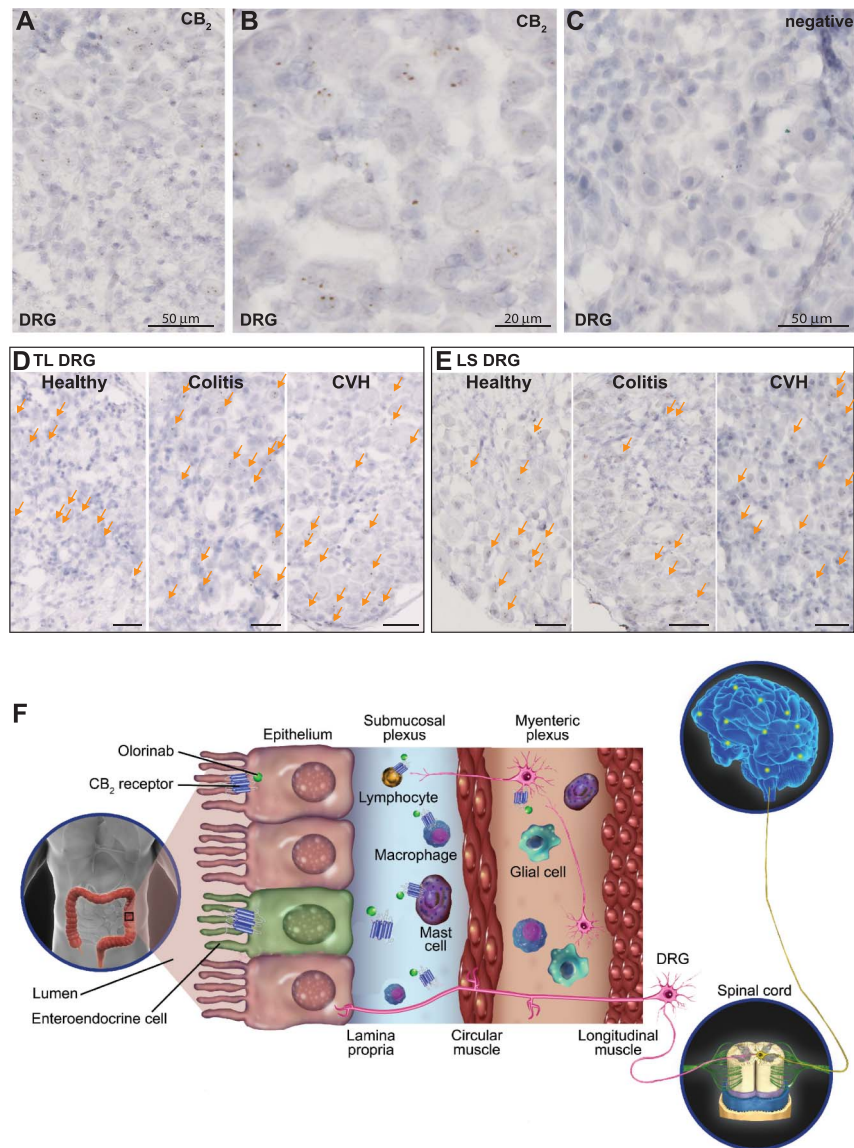 A
CB2
DRG
50 µm
B
CB2
DRG
20 µm
C
negative
DRG
50 µm
D TL DRG
Healthy
Colitis
CVH
E LS DRG
Healthy
Colitis
CVH
F
Olorinab
CB2 receptor
Epithelium
Submucosal
plexus
Myenteric
plexus
Lymphocyte
Macrophage
Mast
cell
Glial cell
Lumen
Enteroendocrine cell
Lamina
propria
Circular
muscle
Longitudinal
muscle
DRG
Spinal cord